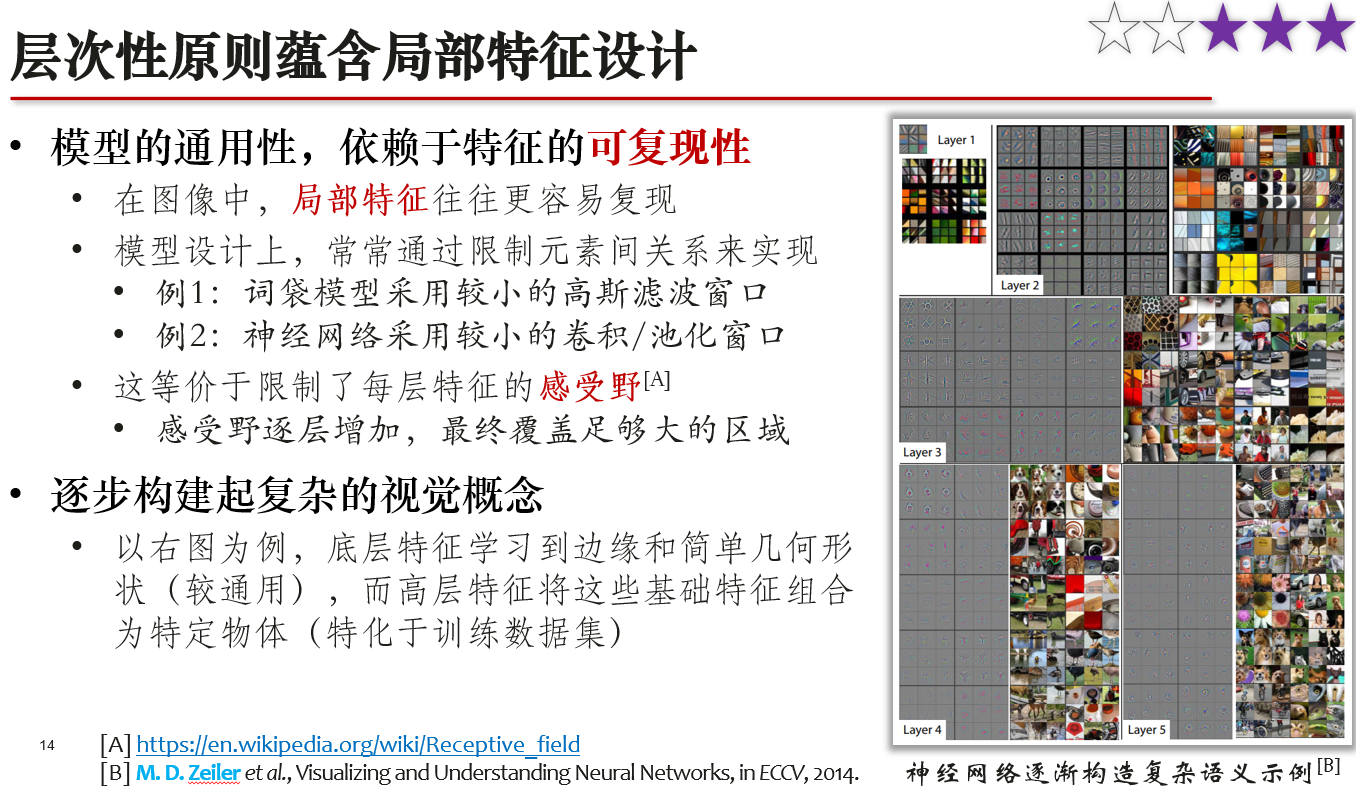 层次性原则蕴含局部特征设计
• 模型的通用性，依赖于特征的可复现性
• 在图像中，局部特征往往更容易复现
• 模型设计上，常常通过限制元素间关系来实现
• 例1：词袋模型采用较小的高斯滤波窗口
• 例2：神经网络采用较小的卷积/池化窗口
• 这等价于限制了每层特征的感受野[A]
• 感受野逐层增加，最终覆盖足够大的区域
• 逐步构建起复杂的视觉概念
• 以右图为例，底层特征学习到边缘和简单几何形
状（较通用），而高层特征将这些基础特征组合
为特定物体（特化于训练数据集）
Layer 1
Layer 2
Layer 3
Layer 4
Layer 5
神经网络逐渐构造复杂语义示例[B]
14
[A] https://en.wikipedia.org/wiki/Receptive_field
[B] M. D. Zeiler et al., Visualizing and Understanding Neural Networks, in ECCV, 2014.